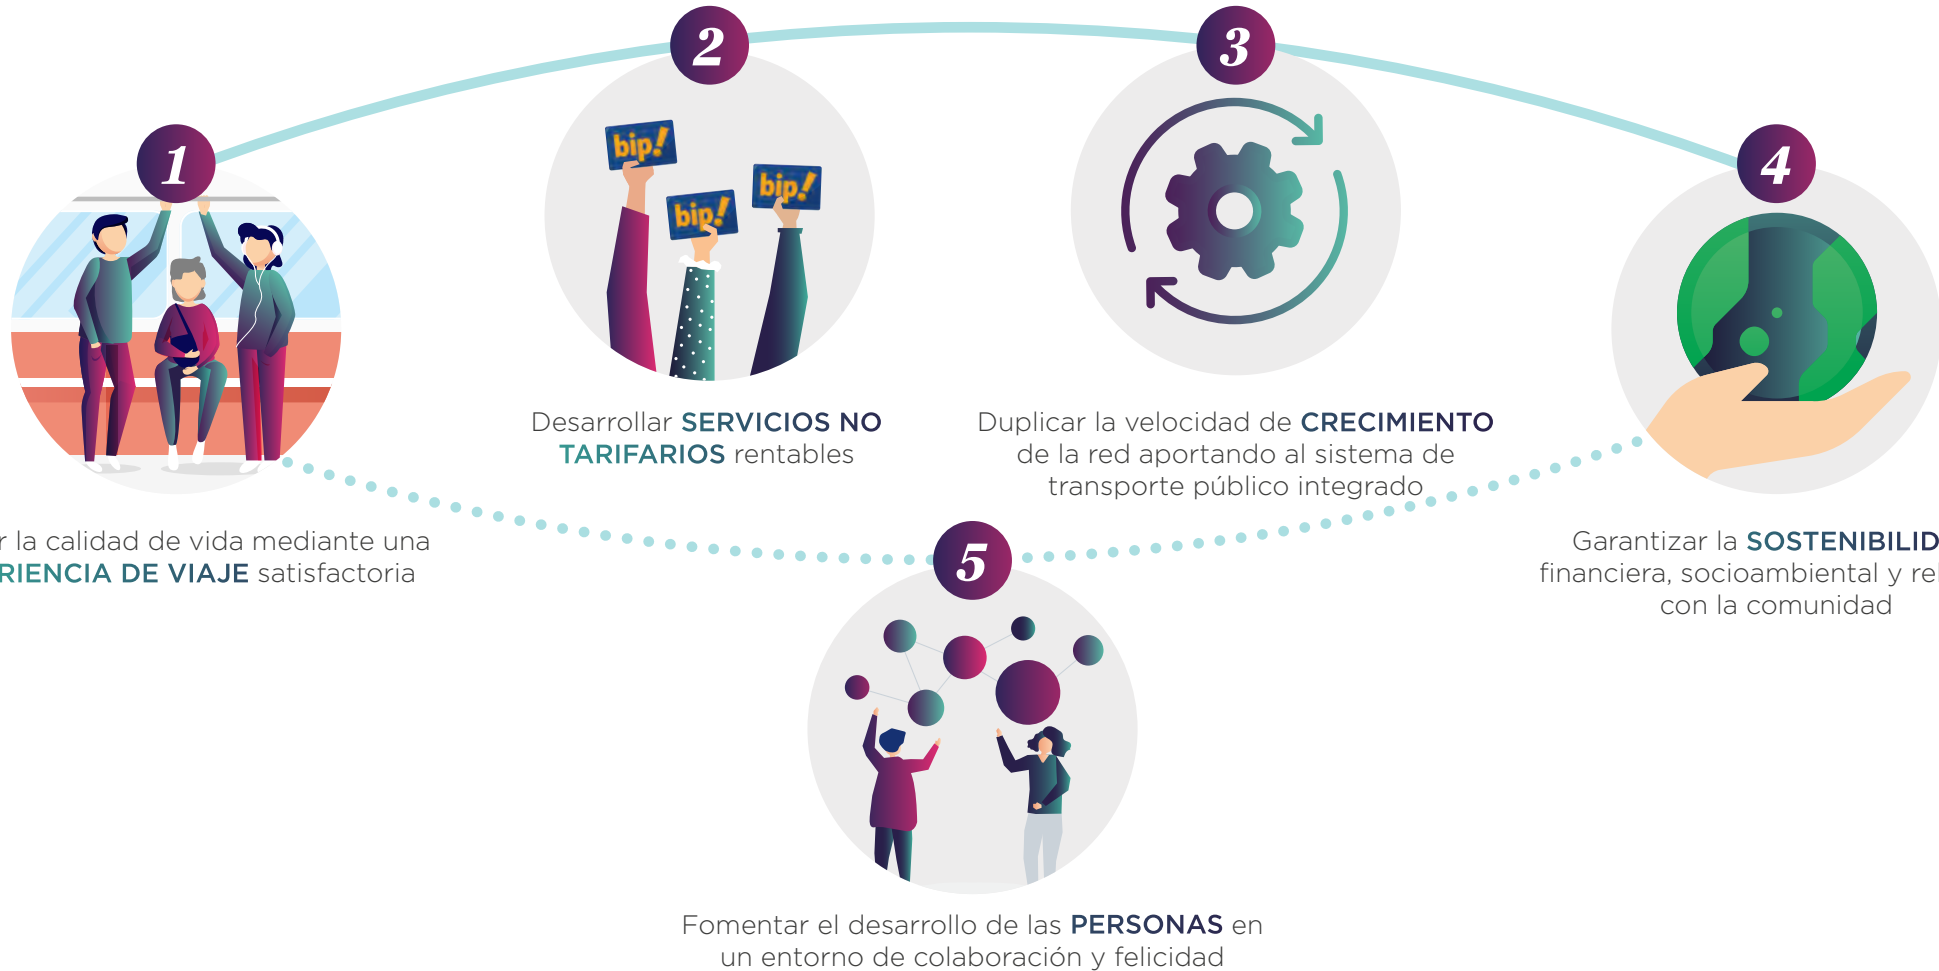 1
r la calidad de vida mediante una
RIENCIA DE VIAJE satisfactoria
2
bip!
bip!
bip!
Desarrollar SERVICIOS NO
TARIFARIOS rentables
3
Duplicar la velocidad de CRECIMIENTO
de la red aportando al sistema de
transporte público integrado
4
Garantizar la SOSTENIBILID
financiera, socioambiental y rel
con la comunidad
5
Fomentar el desarrollo de las PERSONAS en
un entorno de colaboración y felicidad